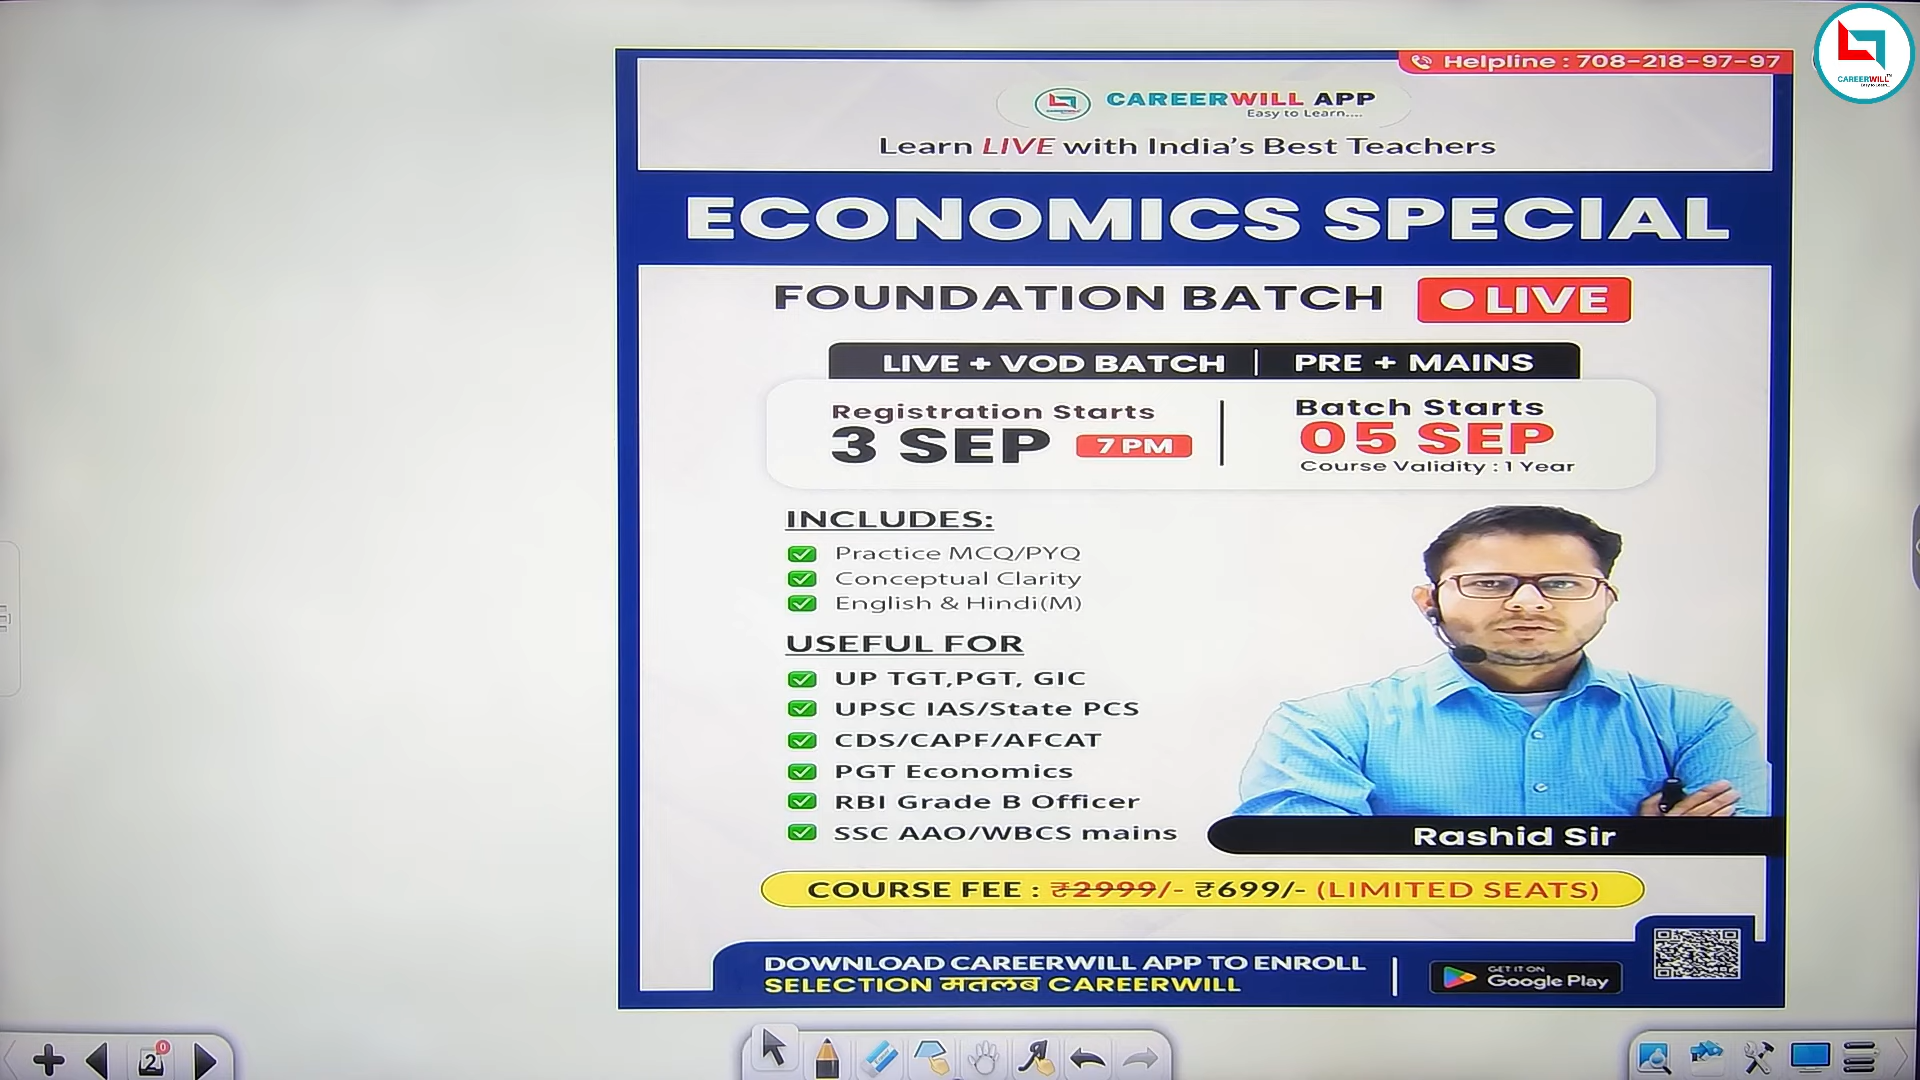 Helpline : 708-218-97-97
CAREERWILL
CAREERWILL APP
Easy to Learn....
Learn LIVE with India's Best Teachers
ECONOMICS SPECIAL
FOUNDATION BATCH LIVE
LIVE + VOD BATCH | PRE + MAINS
Registration Starts
3 SEP 7 PM
Batch Starts
05 SEP
Course Validity : 1 Year
INCLUDES:
Practice MCQ/PYQ
Conceptual Clarity
English & Hindi(M)
USEFUL FOR
UP TGT,PGT, GIC
UPSC IAS/State PCS
CDS/CAPF/AFCAT
PGT Economics
RBI Grade B Officer
SSC AAO/WBCS mains
Rashid Sir
COURSE FEE : ₹2999/- ₹699/- (LIMITED SEATS)
DOWNLOAD CAREERWILL APP TO ENROLL
SELECTION मतलब CAREERWILL
GET IT ON
Google Play
2
0